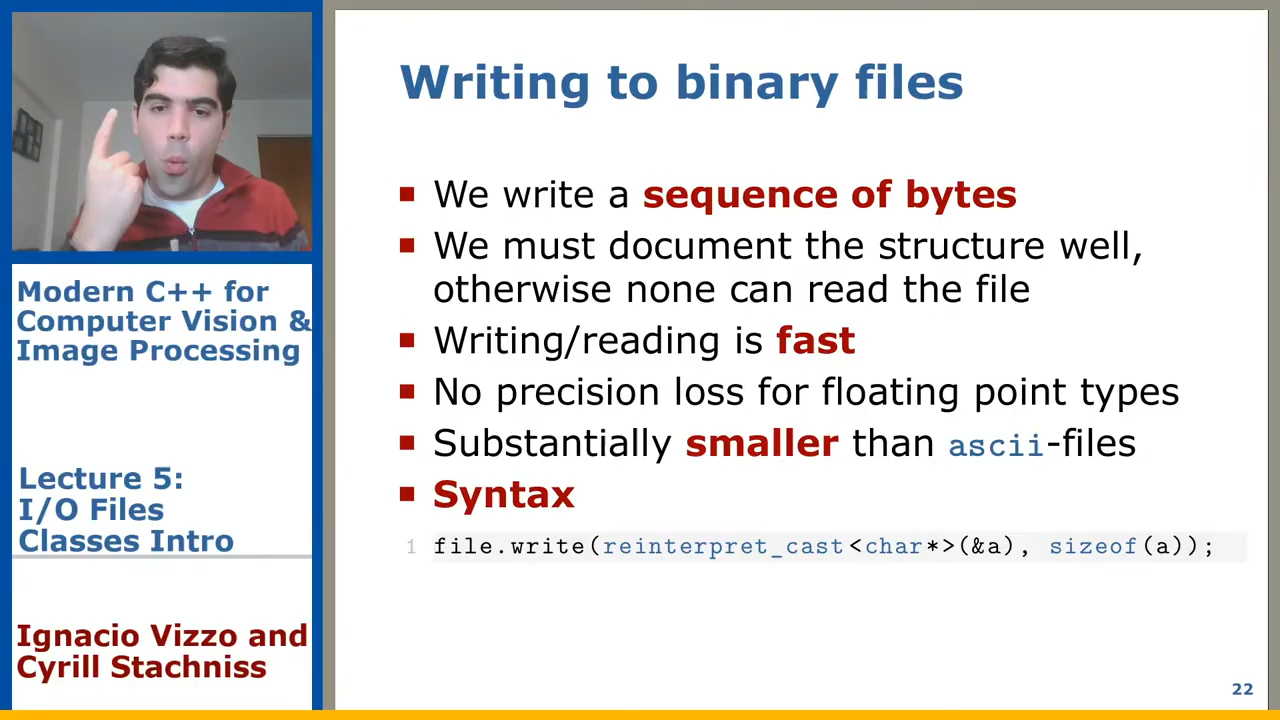 Writing to binary files
We write a sequence of bytes
We must document the structure well,
otherwise none can read the file
Writing/reading is fast
No precision loss for floating point types
Substantially smaller than ascii-files
Syntax
1 file.write(reinterpret_cast<char*>(&a), sizeof(a));
22
Modern C++ for
Computer Vision &
Image Processing
Lecture 5:
I/O Files
Classes Intro
Ignacio Vizzo and
Cyrill Stachniss